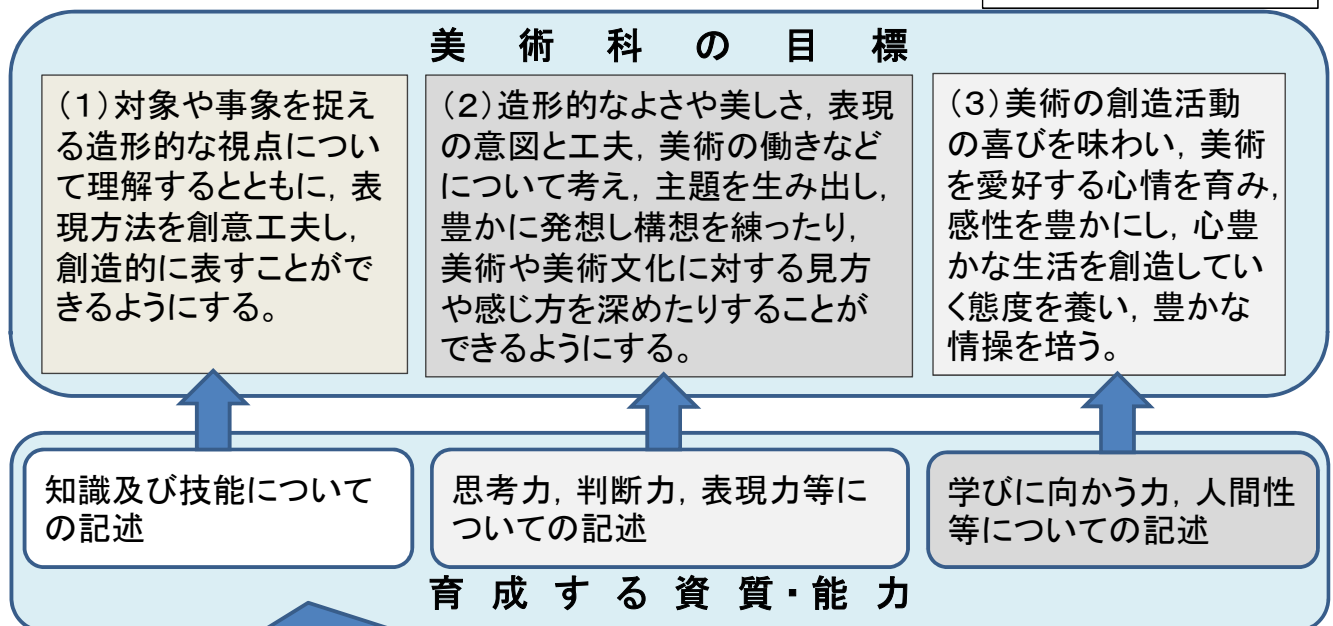 美術科の目標
(1)対象や事象を捉え
る造形的な視点につい
て理解するとともに，表
現方法を創意工夫し，
創造的に表すことがで
きるようにする。
(2)造形的なよさや美しさ，表現
の意図と工夫，美術の働きなど
について考え，主題を生み出し，
豊かに発想し構想を練ったり，
美術や美術文化に対する見方
や感じ方を深めたりすることが
できるようにする。
(3)美術の創造活動
の喜びを味わい，美術
を愛好する心情を育み，
感性を豊かにし，心豊
かな生活を創造してい
く態度を養い，豊かな
情操を培う。
知識及び技能について
の記述
思考力，判断力，表現力等に
ついての記述
学びに向かう力，人間性
等についての記述
育成する資質・能力